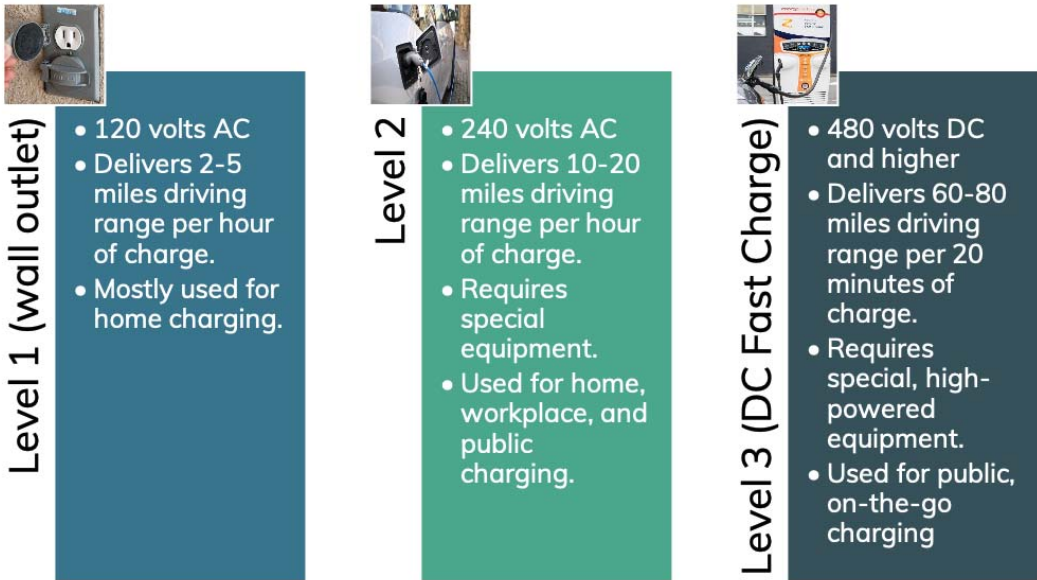 Level 1 (wall outlet)
• 120 volts AC
• Delivers 2-5
miles driving
range per hour
of charge.
• Mostly used for
home charging.
Level 2
• 240 volts AC
• Delivers 10-20
miles driving
range per hour
of charge.
• Requires
special
equipment.
• Used for home,
workplace, and
public
charging.
Level 3 (DC Fast Charge)
• 480 volts DC
and higher
• Delivers 60-80
miles driving
range per 20
minutes of
charge.
• Requires
special, high-
powered
equipment.
• Used for public,
on-the-go
charging